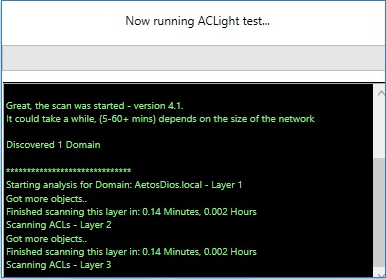 Now running ACLight test...
Great, the scan was started - version 4.1.
It could take a while, (5-60+ mins) depends on the size of the network
Discovered 1 Domain
******************************
Starting analysis for Domain: AetosDios.local - Layer 1
Got more objects..
Finished scanning this layer in: 0.14 Minutes, 0.002 Hours
Scanning ACLs - Layer 2
Got more objects..
Finished scanning this layer in: 0.14 Minutes, 0.002 Hours
Scanning ACLs - Layer 3